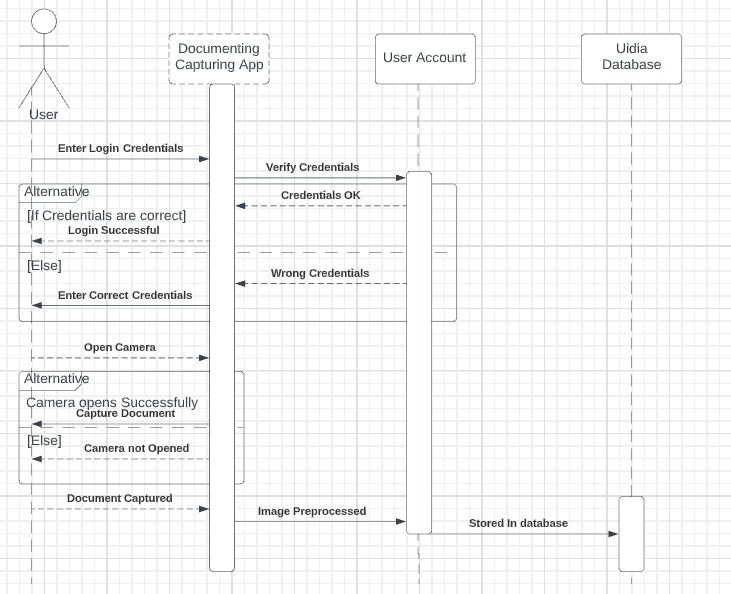 Documenting
Capturing App
User Account
Uidia
Database
User
Enter Login Credentials
Verify Credentials
Alternative
Credentials OK
[If Credentials are correct]
Login Successful
[Else]
Wrong Credentials
Enter Correct Credentials
Open Camera
Alternative
Camera opens Successfully
Capture Document
[Else]
Camera not Opened
Document Captured
Image Preprocessed
Stored In database